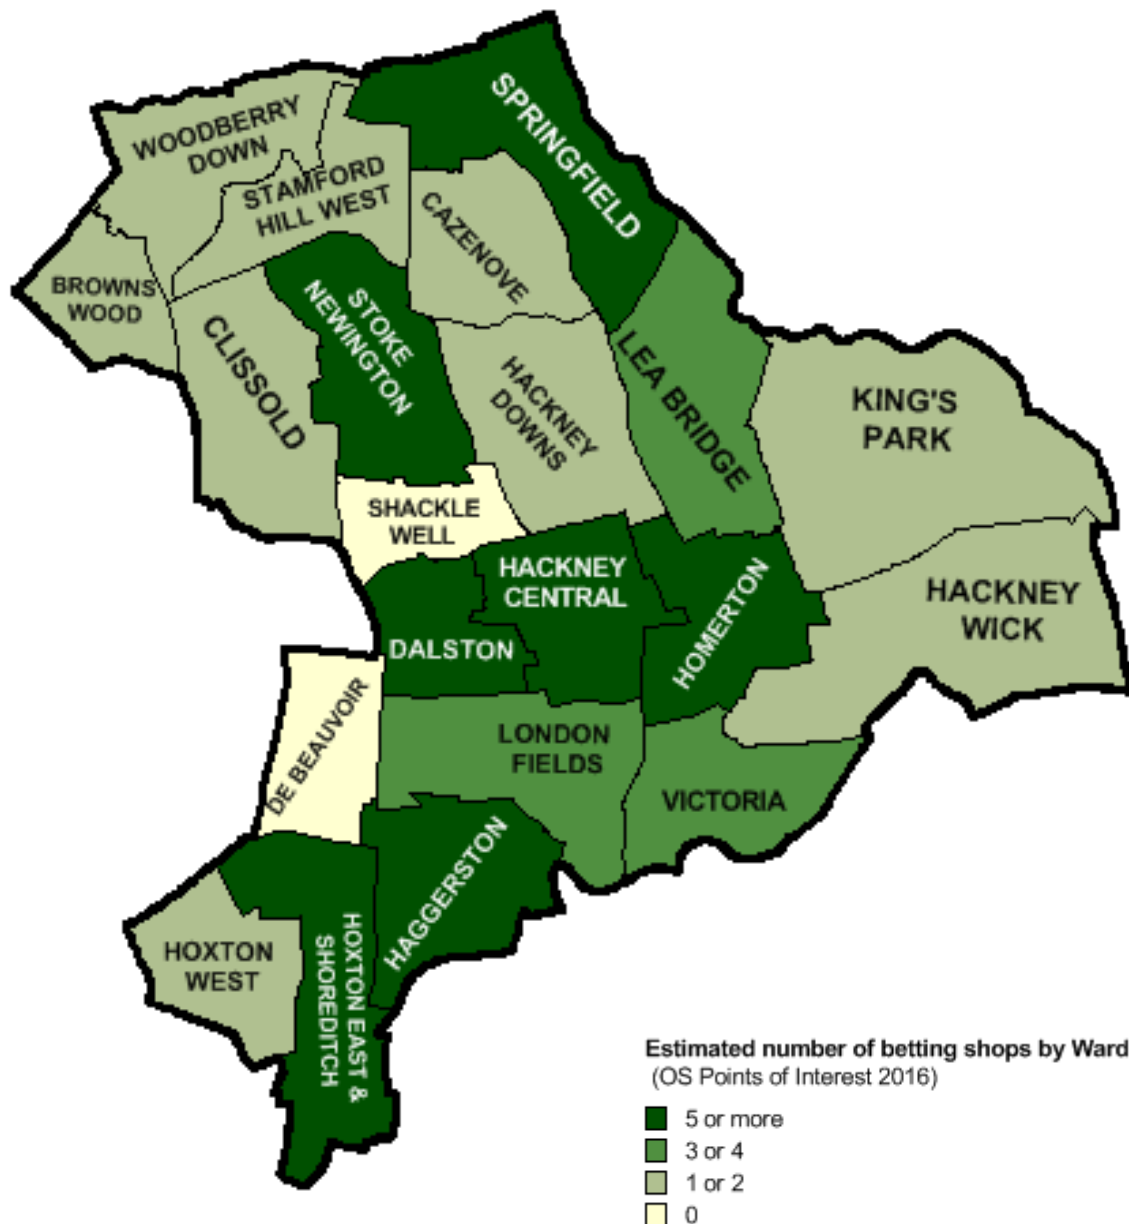 SPRINGFIELD
WOODBERRY
DOWN
STAMFORD
HILL WEST
CAZENOVE
BROWNS
WOOD
STOKE
NEWINGTON
CLISSOLD
LEA BRIDGE
HACKNEY
DOWNS
KING'S
PARK
SHACKLE
WELL
HACKNEY
CENTRAL
HOMERTON
HACKNEY
WICK
DALSTON
DE BEAUVOIR
LONDON
FIELDS
VICTORIA
HAGGERSTON
HOXTON
WEST
HOXTON EAST &
SHOREDITCH
Estimated number of betting shops by Ward
(OS Points of Interest 2016)
5 or more
3 or 4
1 or 2
0